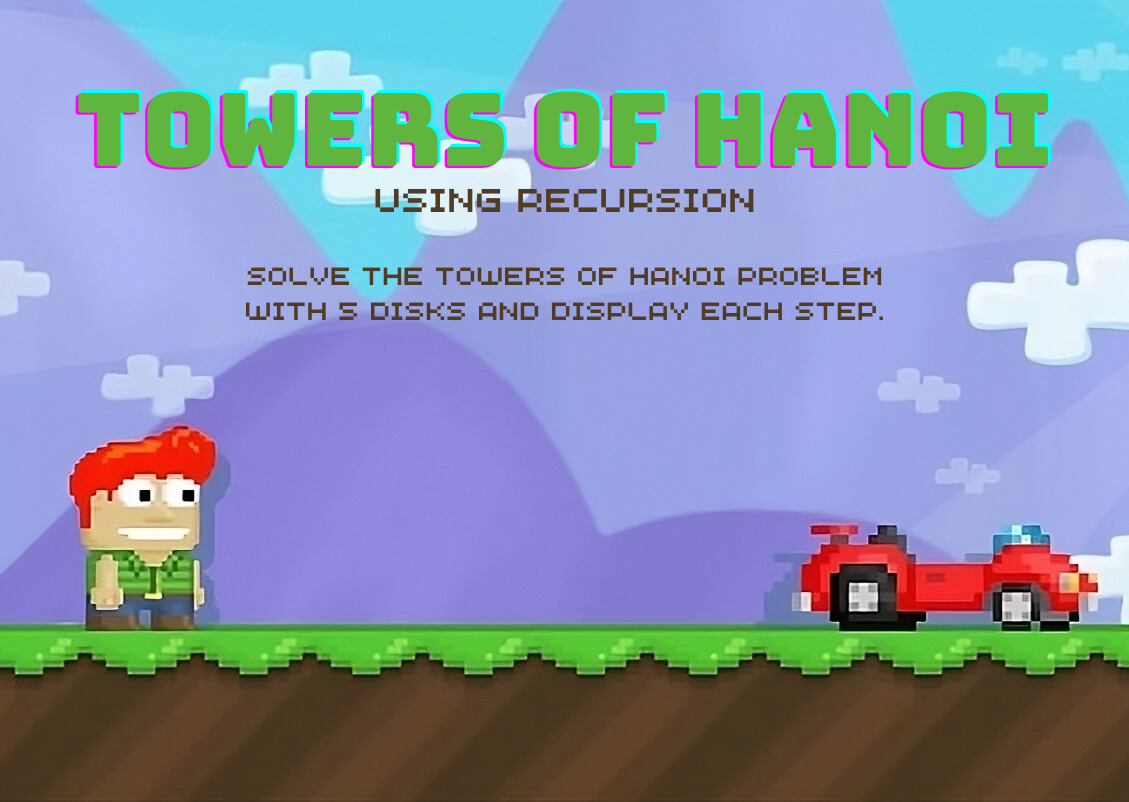 TOWERS OF HANOI
USING RECURSION
SOLVE THE TOWERS OF HANOI PROBLEM
WITH 5 DISKS AND DISPLAY EACH STEP.